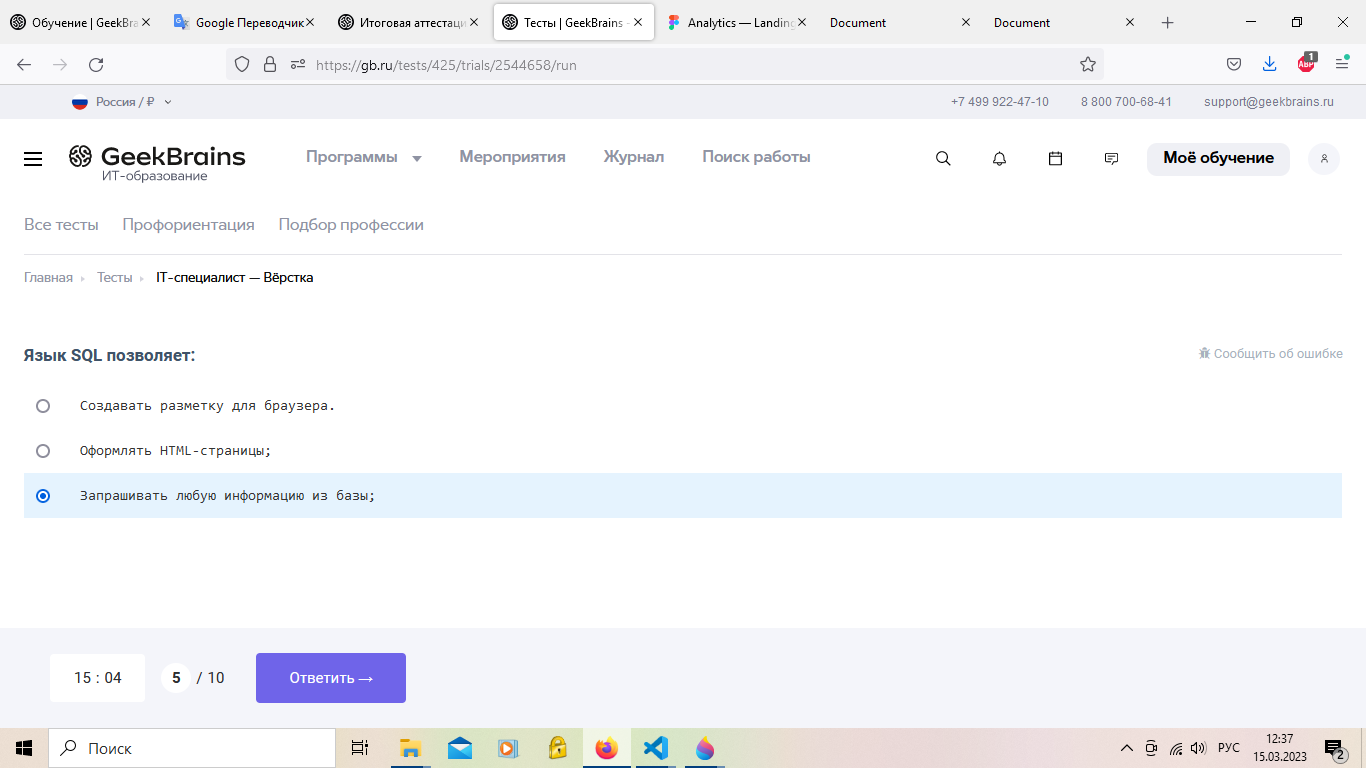 Обучение | GeekBra
Google Переводчик
Итоговая аттестаци
Тесты | GeekBrains -
Analytics — Landing
Document
Document
https://gb.ru/tests/425/trials/2544658/run
ABP
1
Россия / ₽
+7 499 922-47-10
8 800 700-68-41
support@geekbrains.ru
GeekBrains
ИТ-образование
Программы
Мероприятия
Журнал
Поиск работы
Моё обучение
Все тесты
Профориентация
Подбор профессии
Главная
Тесты
IT-специалист — Вёрстка
Язык SQL позволяет:
Сообщить об ошибке
Создавать разметку для браузера.
Оформлять HTML-страницы;
Запрашивать любую информацию из базы;
15 : 04
5 / 10
Ответить →
Поиск
РУС
12:37
15.03.2023
2